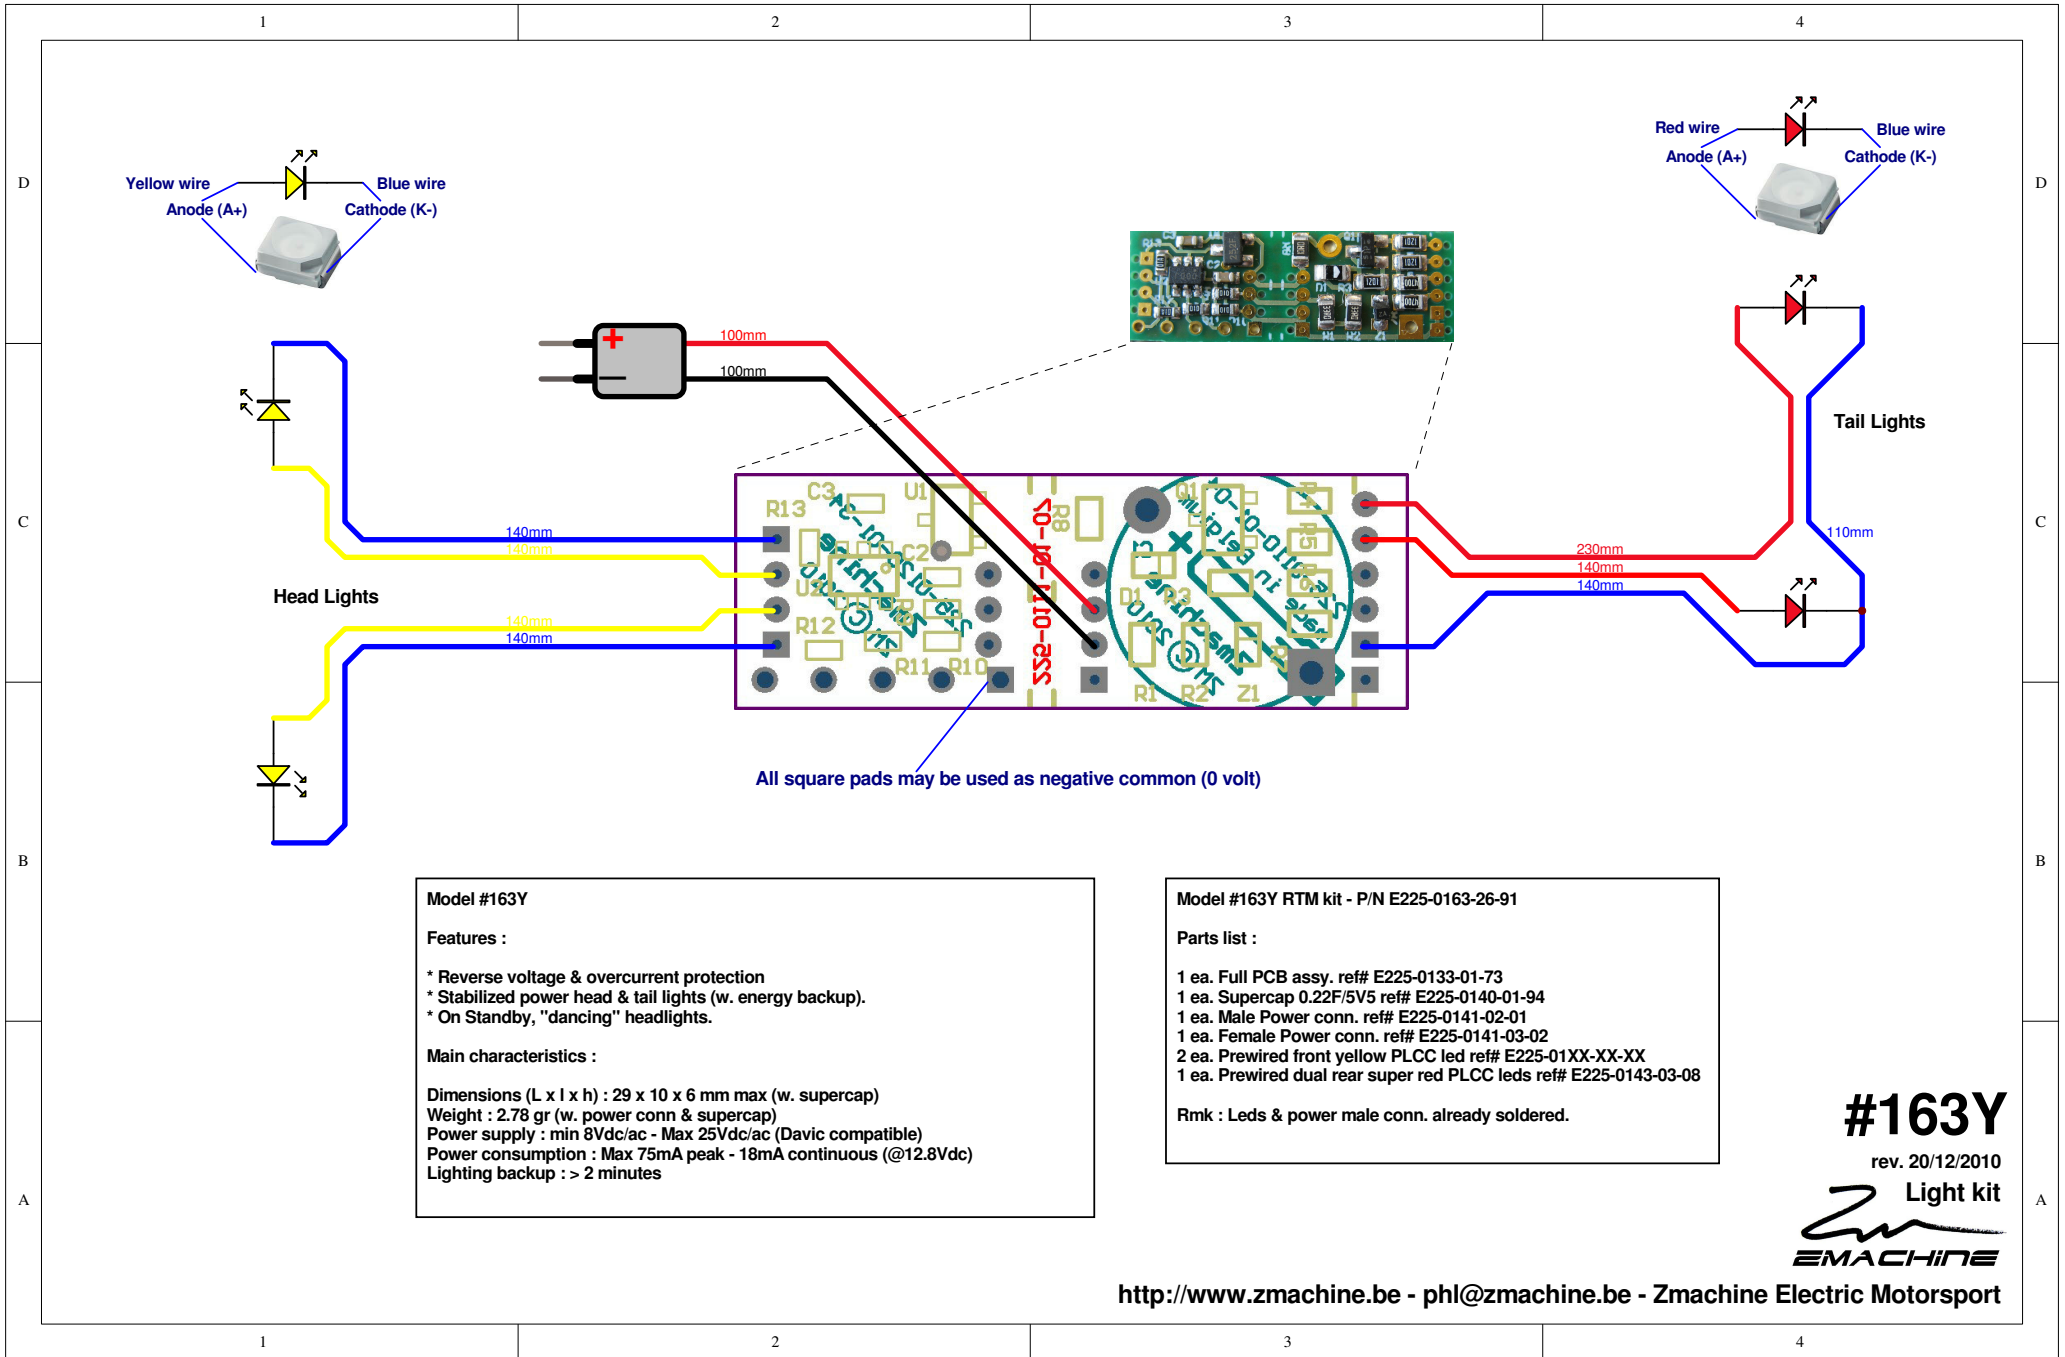 1 2 3 4
D D
Yellow wire
Blue wire
Anode (A+)
Cathode (K-)
Red wire
Blue wire
Anode (A+)
Cathode (K-)
100mm
100mm
Tail Lights
C C
140mm
140mm
Head Lights
140mm
140mm
R13
C3
U1
C2
U2
R12
R11
R10
225-0111-01-07
R8
Q1
R4
R5
R6
D1
R3
R1
R2
Z1
230mm
140mm
140mm
110mm
All square pads may be used as negative common (0 volt)
B B
Model #163Y
Features :
* Reverse voltage & overcurrent protection
* Stabilized power head & tail lights (w. energy backup).
* On Standby, "dancing" headlights.
Main characteristics :
Dimensions (L x l x h) : 29 x 10 x 6 mm max (w. supercap)
Weight : 2.78 gr (w. power conn & supercap)
Power supply : min 8Vdc/ac - Max 25Vdc/ac (Davic compatible)
Power consumption : Max 75mA peak - 18mA continuous (@12.8Vdc)
Lighting backup : > 2 minutes
Model #163Y RTM kit - P/N E225-0163-26-91
Parts list :
1 ea. Full PCB assy. ref# E225-0133-01-73
1 ea. Supercap 0.22F/5V5 ref# E225-0140-01-94
1 ea. Male Power conn. ref# E225-0141-02-01
1 ea. Female Power conn. ref# E225-0141-03-02
2 ea. Prewired front yellow PLCC led ref# E225-01XX-XX-XX
1 ea. Prewired dual rear super red PLCC leds ref# E225-0143-03-08
Rmk : Leds & power male conn. already soldered.
#163Y
rev. 20/12/2010
Light kit
A A
ZMACHINE
http://www.zmachine.be - phl@zmachine.be - Zmachine Electric Motorsport
1 2 3 4